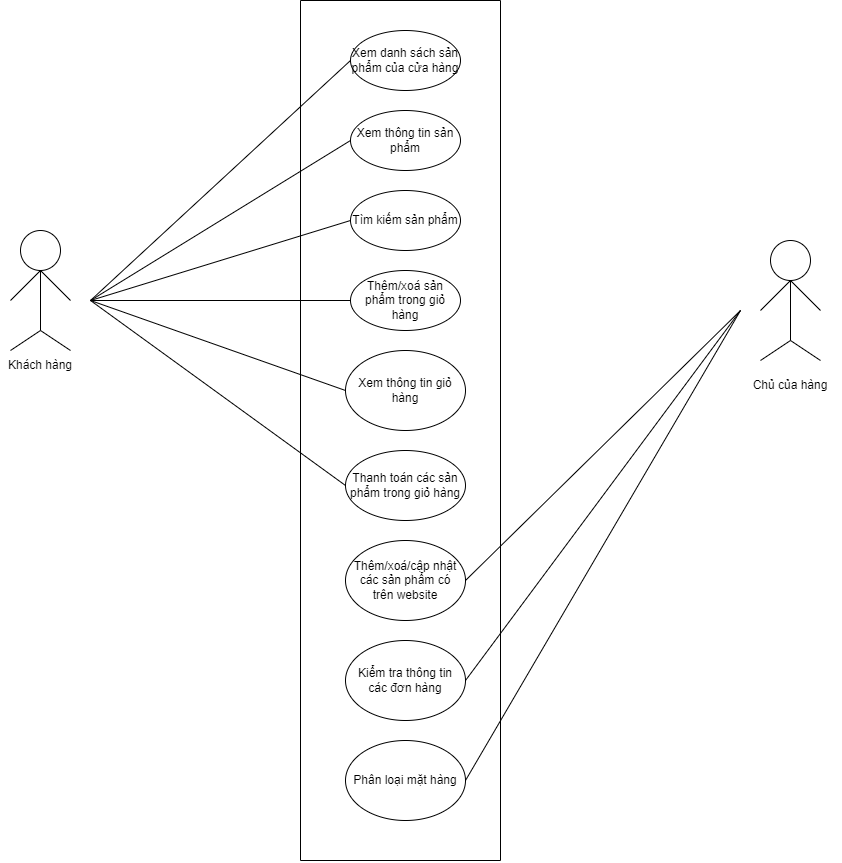 Xem danh sách sản
phẩm của cửa hàng
Xem thông tin sản
phẩm
Tìm kiếm sản phẩm
Thêm/xoá sản
phẩm trong giỏ
hàng
Khách hàng
Xem thông tin giỏ
hàng
Chủ của hàng
Thanh toán các sản
phẩm trong giỏ hàng
Thêm/xoá/cập nhật
các sản phẩm có
trên website
Kiểm tra thông tin
các đơn hàng
Phân loại mặt hàng